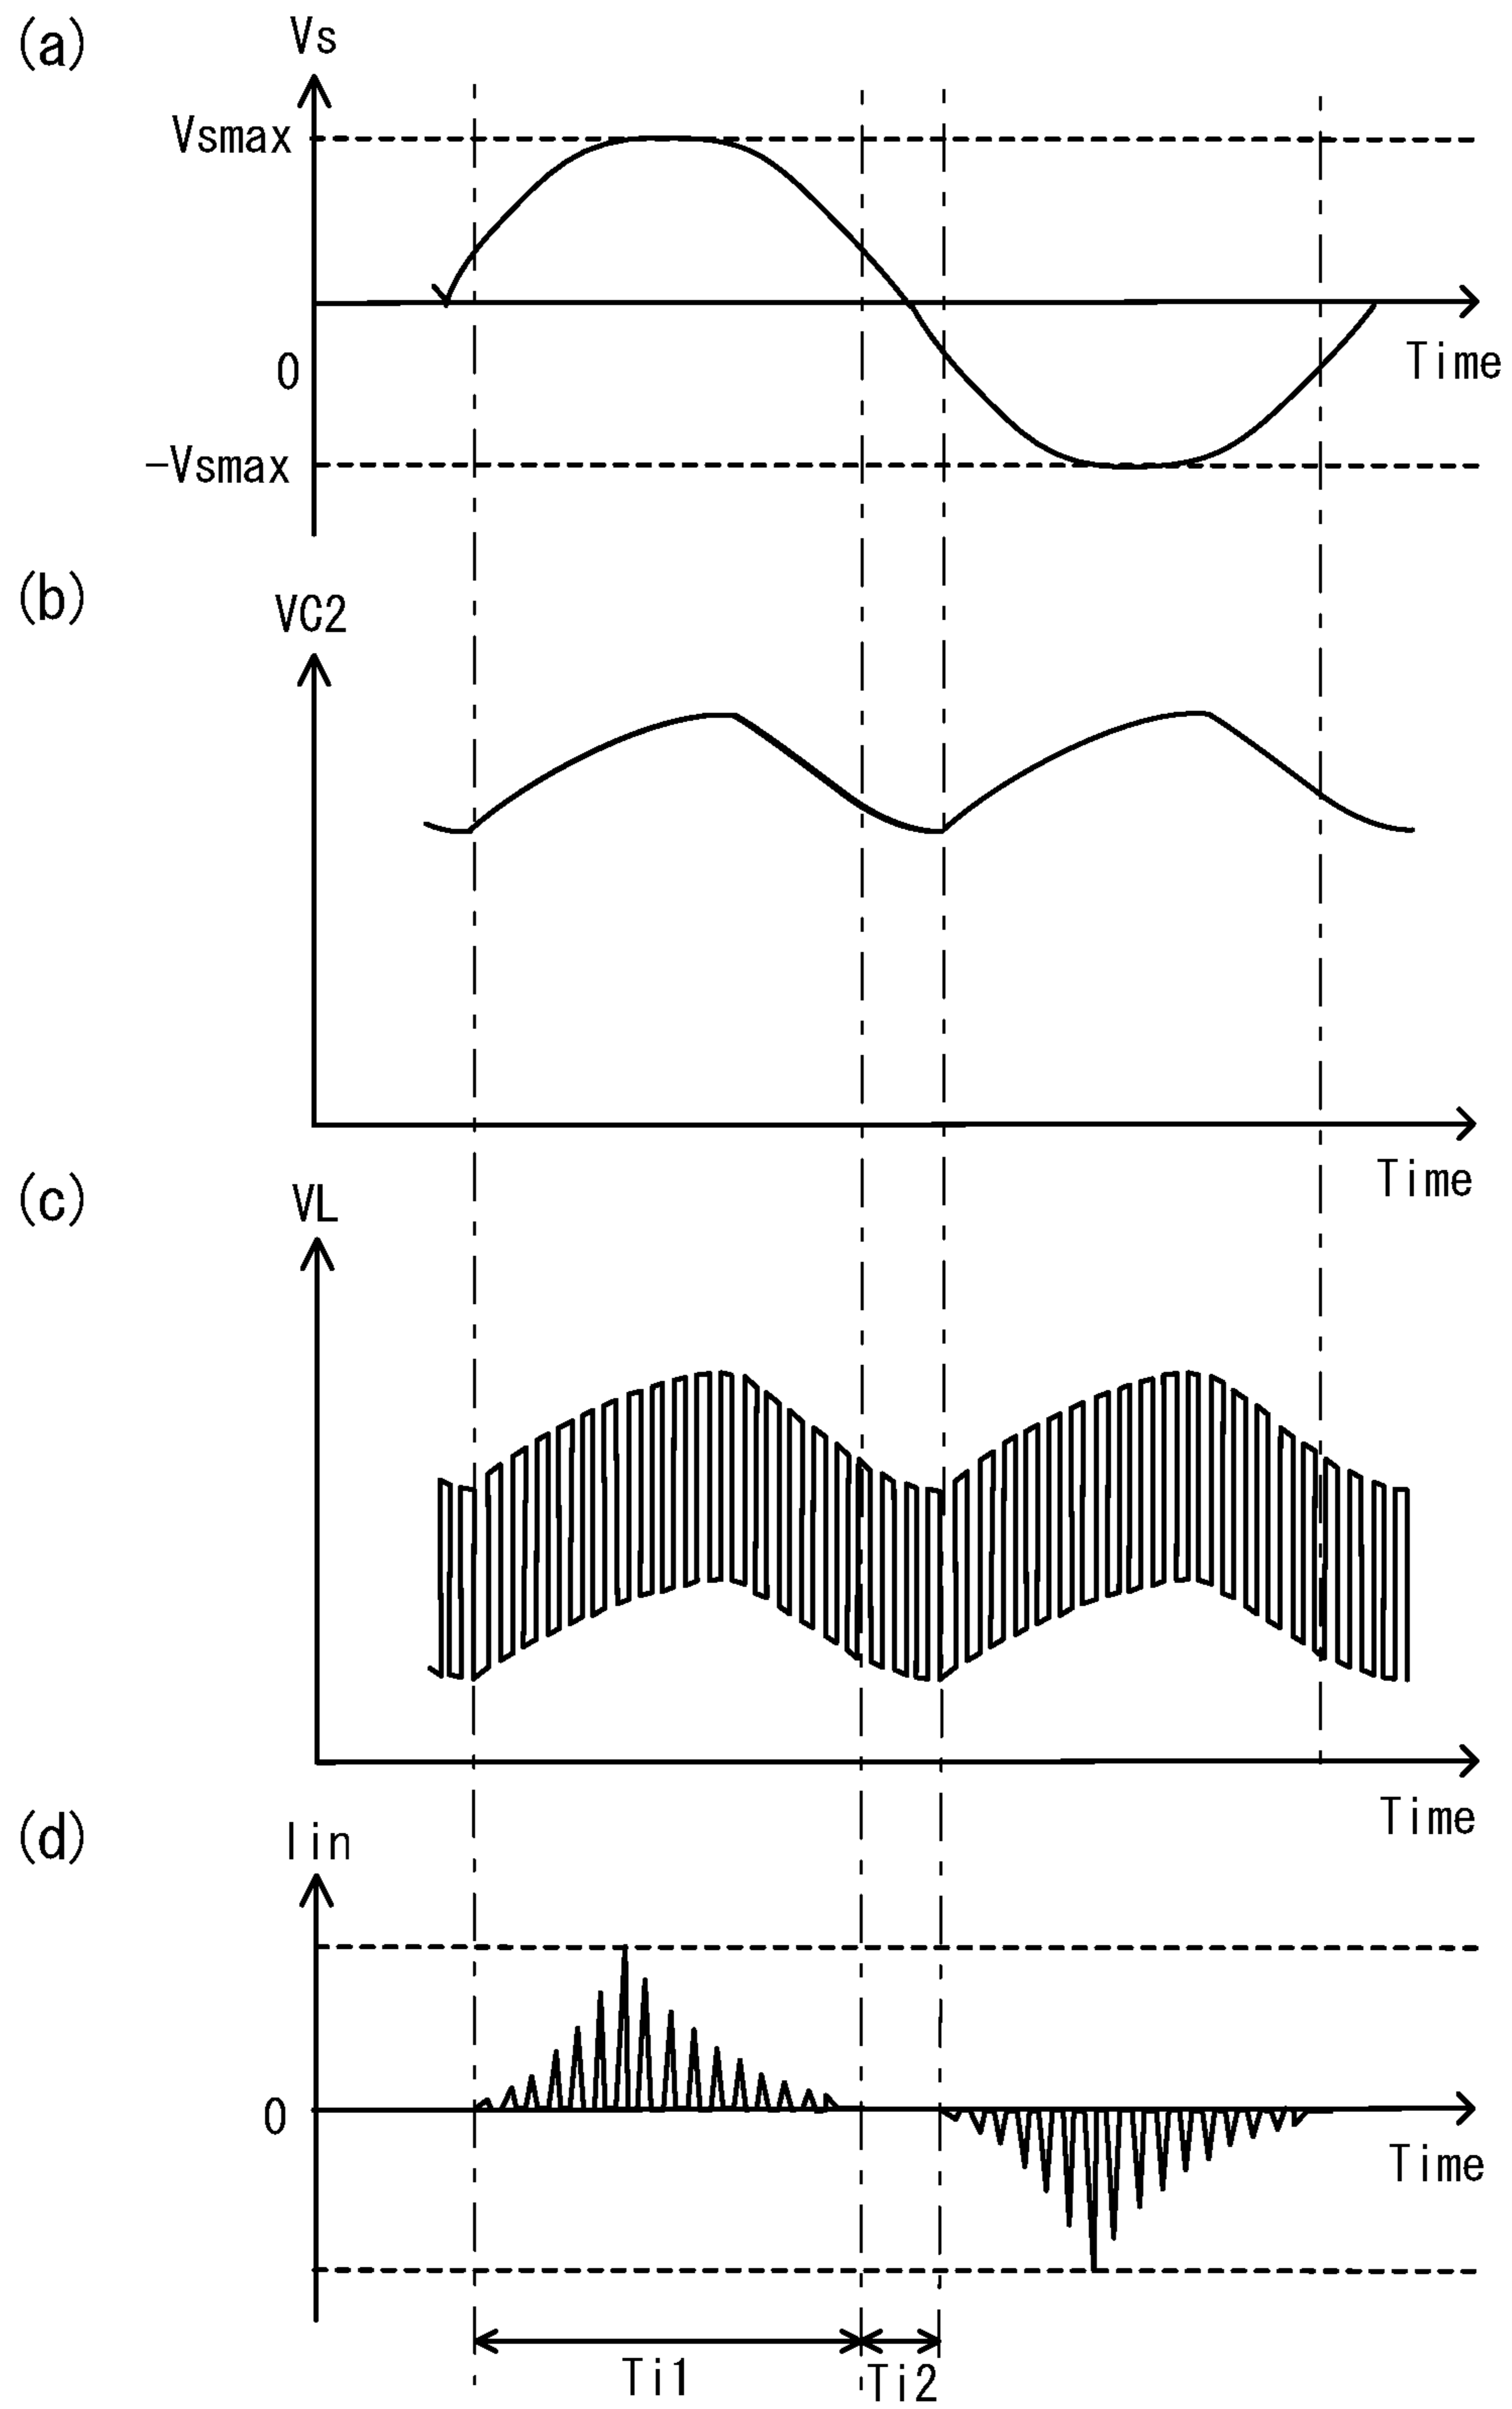 (a)
Vs
Vsmax
0
Time
-Vsmax
(b)
VC2
Time
(c)
VL
Time
(d)
Iin
0
Time
Ti1
Ti2